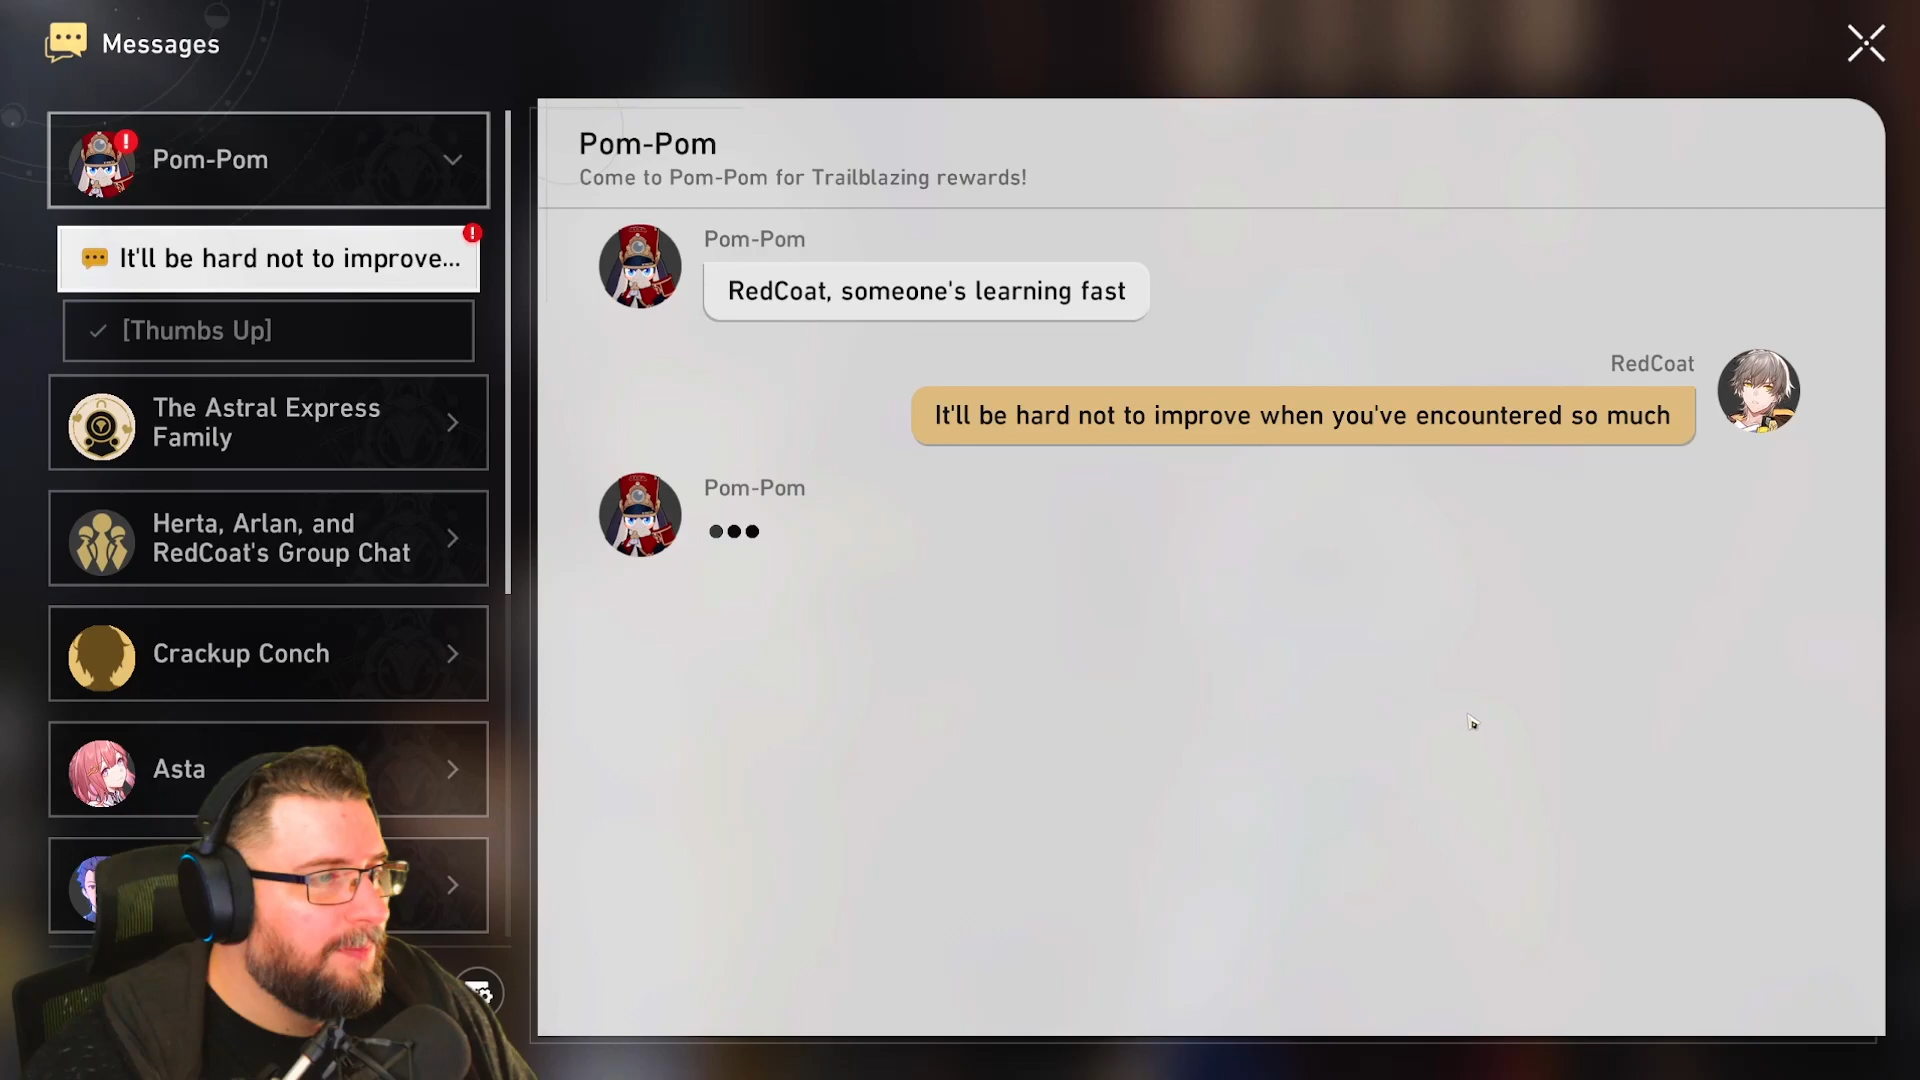 Messages
Pom-Pom
It'll be hard not to improve...
[Thumbs Up]
The Astral Express
Family
Herta, Arlan, and
RedCoat's Group Chat
Crackup Conch
Asta
Pom-Pom
Come to Pom-Pom for Trailblazing rewards!
Pom-Pom
RedCoat, someone's learning fast
RedCoat
It'll be hard not to improve when you've encountered so much
Pom-Pom